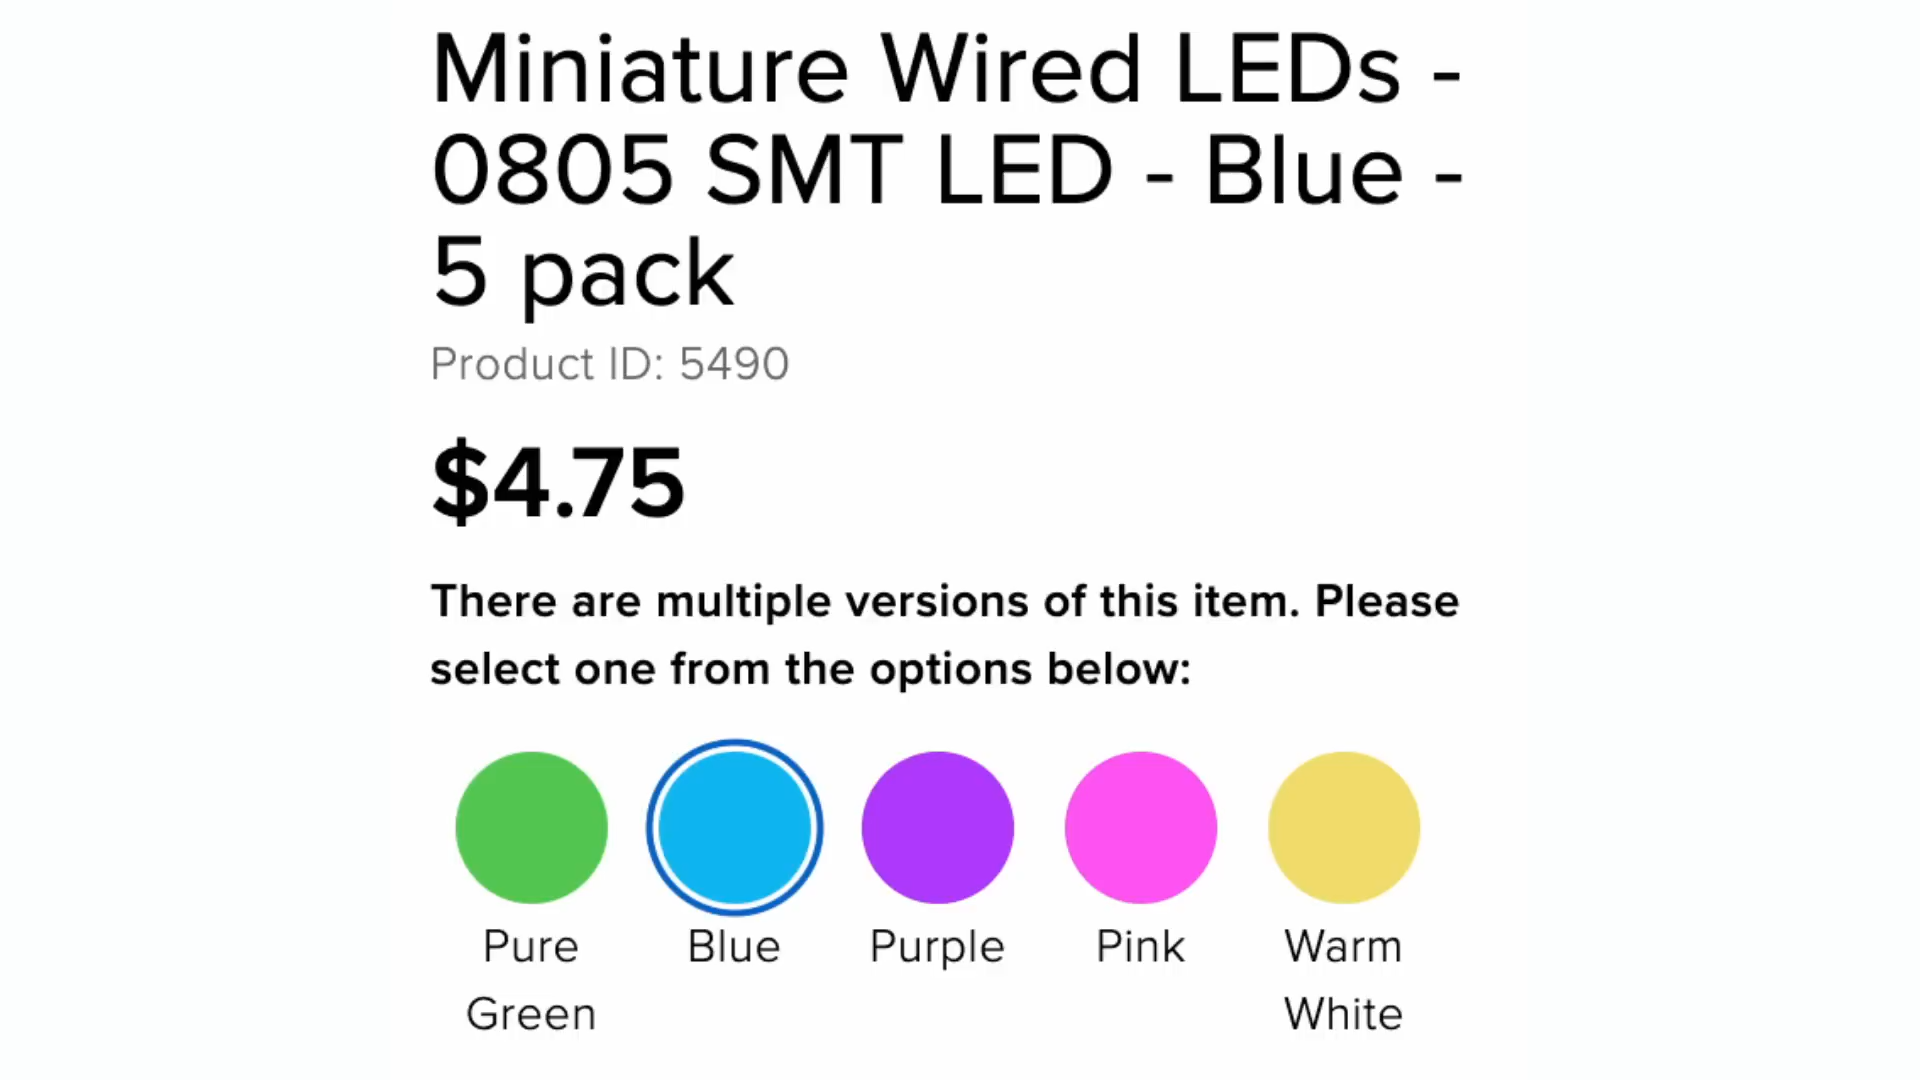 Miniature Wired LEDs -
0805 SMT LED - Blue -
5 pack
Product ID: 5490
$4.75
There are multiple versions of this item. Please
select one from the options below:
Pure Green
Blue
Purple
Pink
Warm White